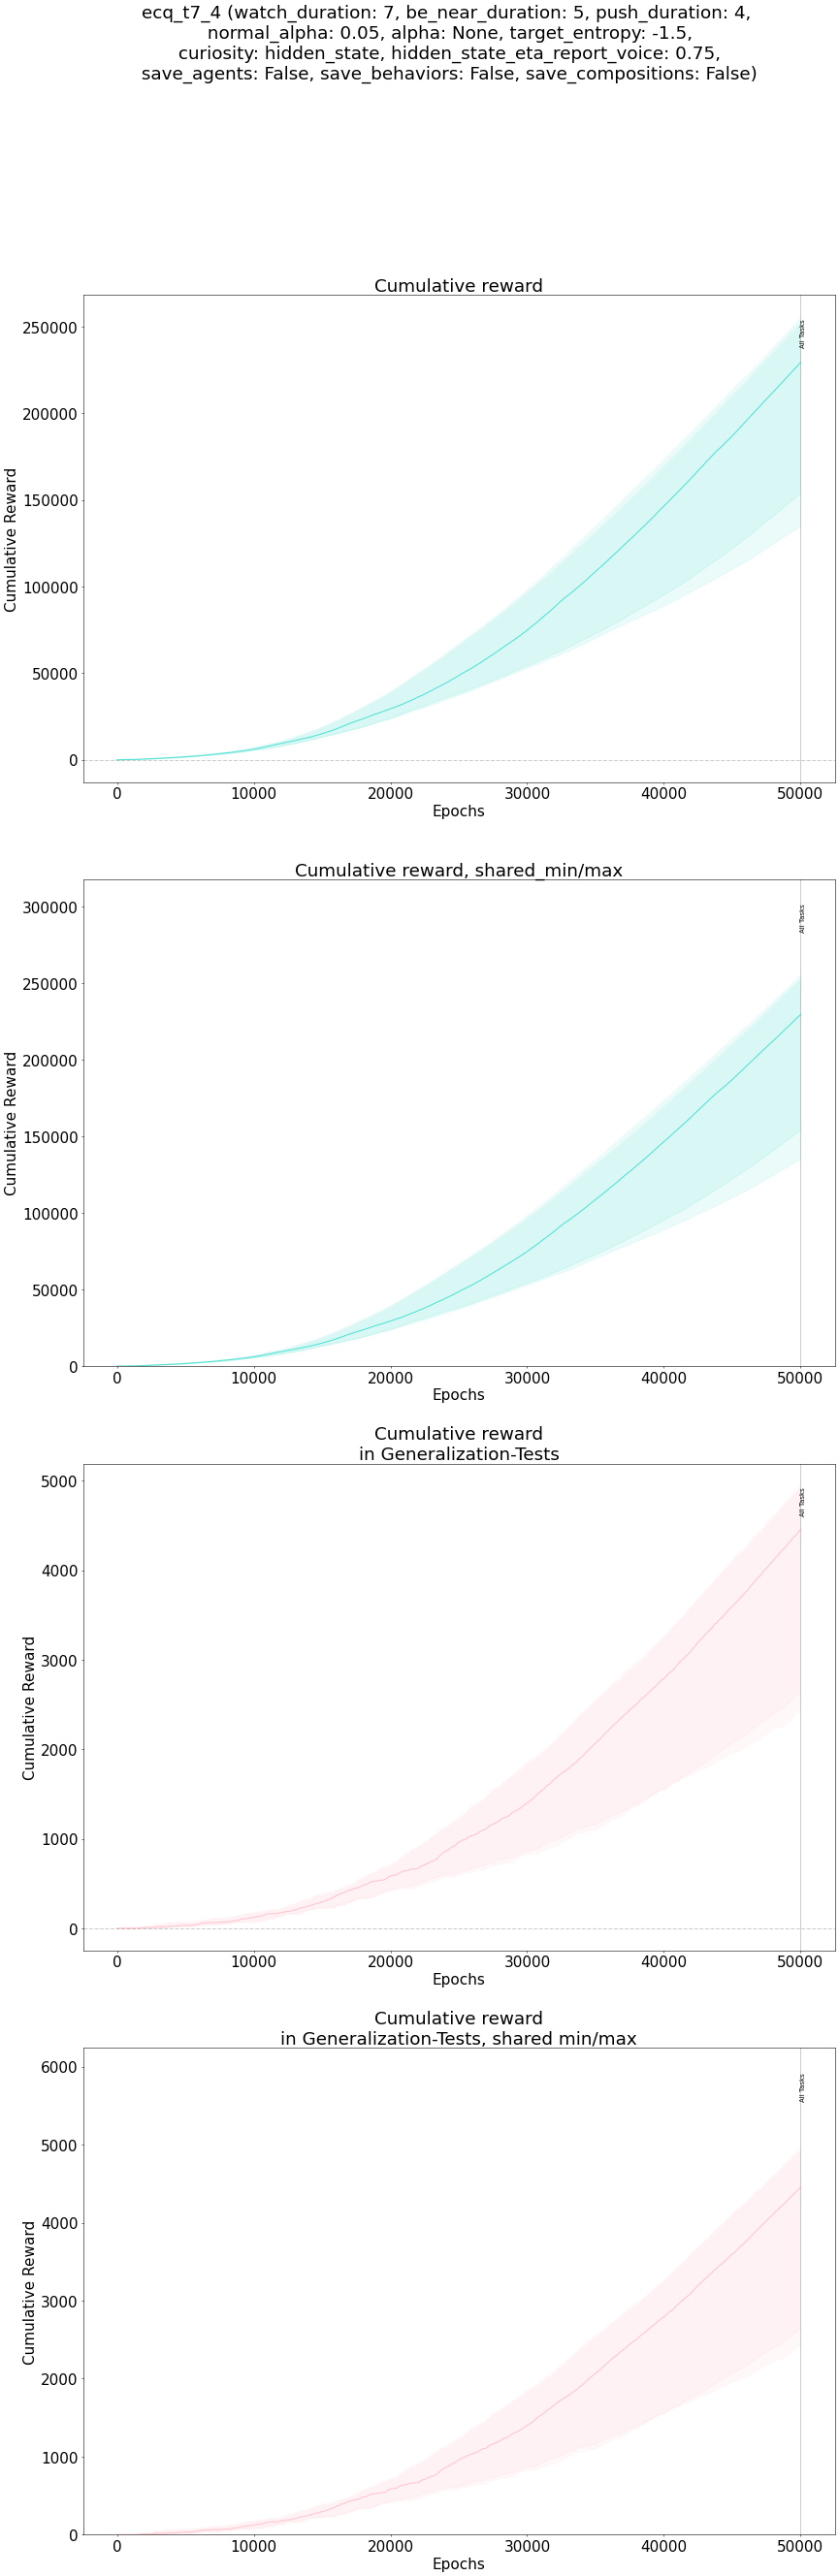 ecq_t7_4 (watch_duration: 7, be_near_duration: 5, push_duration: 4,
normal_alpha: 0.05, alpha: None, target_entropy: -1.5,
curiosity: hidden_state, hidden_state_eta_report_voice: 0.75,
save_agents: False, save_behaviors: False, save_compositions: False)
Cumulative reward
250000
200000
150000
100000
50000
0
Cumulative Reward
All Tasks
0 10000 20000 30000 40000 50000
Epochs
Cumulative reward, shared_min/max
300000
250000
200000
150000
100000
50000
0
Cumulative Reward
All Tasks
0 10000 20000 30000 40000 50000
Epochs
Cumulative reward
in Generalization-Tests
5000
4000
3000
2000
1000
0
Cumulative Reward
All Tasks
0 10000 20000 30000 40000 50000
Epochs
Cumulative reward
in Generalization-Tests, shared min/max
6000
5000
4000
3000
2000
1000
0
Cumulative Reward
All Tasks
0 10000 20000 30000 40000 50000
Epochs